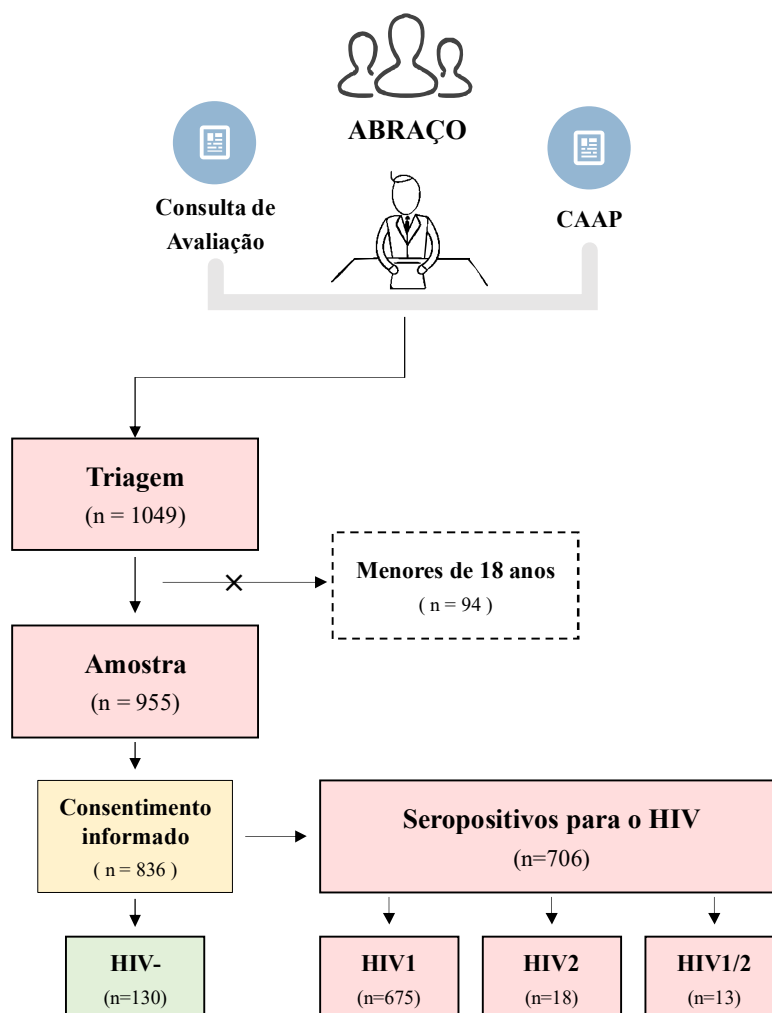 ABRAÇO
Consulta de
Avaliação
CAAP
Triagem
(n = 1049)
Menores de 18 anos
( n = 94 )
Amostra
(n = 955)
Consentimento
informado
( n = 836 )
Seropositivos para o HIV
(n=706)
HIV-
(n=130)
HIV1
(n=675)
HIV2
(n=18)
HIV1/2
(n=13)